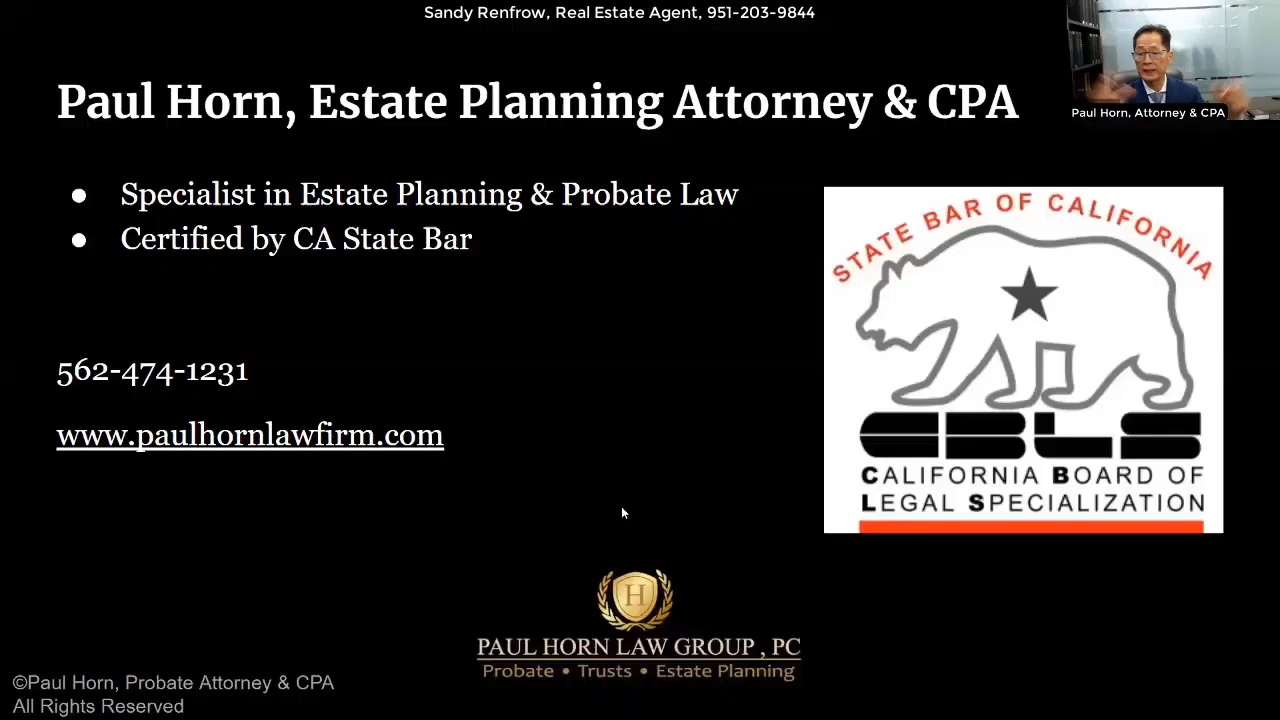 Sandy Renfrow, Real Estate Agent, 951-203-9844
Paul Horn, Estate Planning Attorney & CPA
Paul Horn, Attorney & CPA
● Specialist in Estate Planning & Probate Law
● Certified by CA State Bar
562-474-1231
www.paulhornlawfirm.com
STATE BAR OF CALIFORNIA
CBLS
CALIFORNIA BOARD OF
LEGAL SPECIALIZATION
H
PAUL HORN LAW GROUP , PC
Probate • Trusts • Estate Planning
©Paul Horn, Probate Attorney & CPA
All Rights Reserved